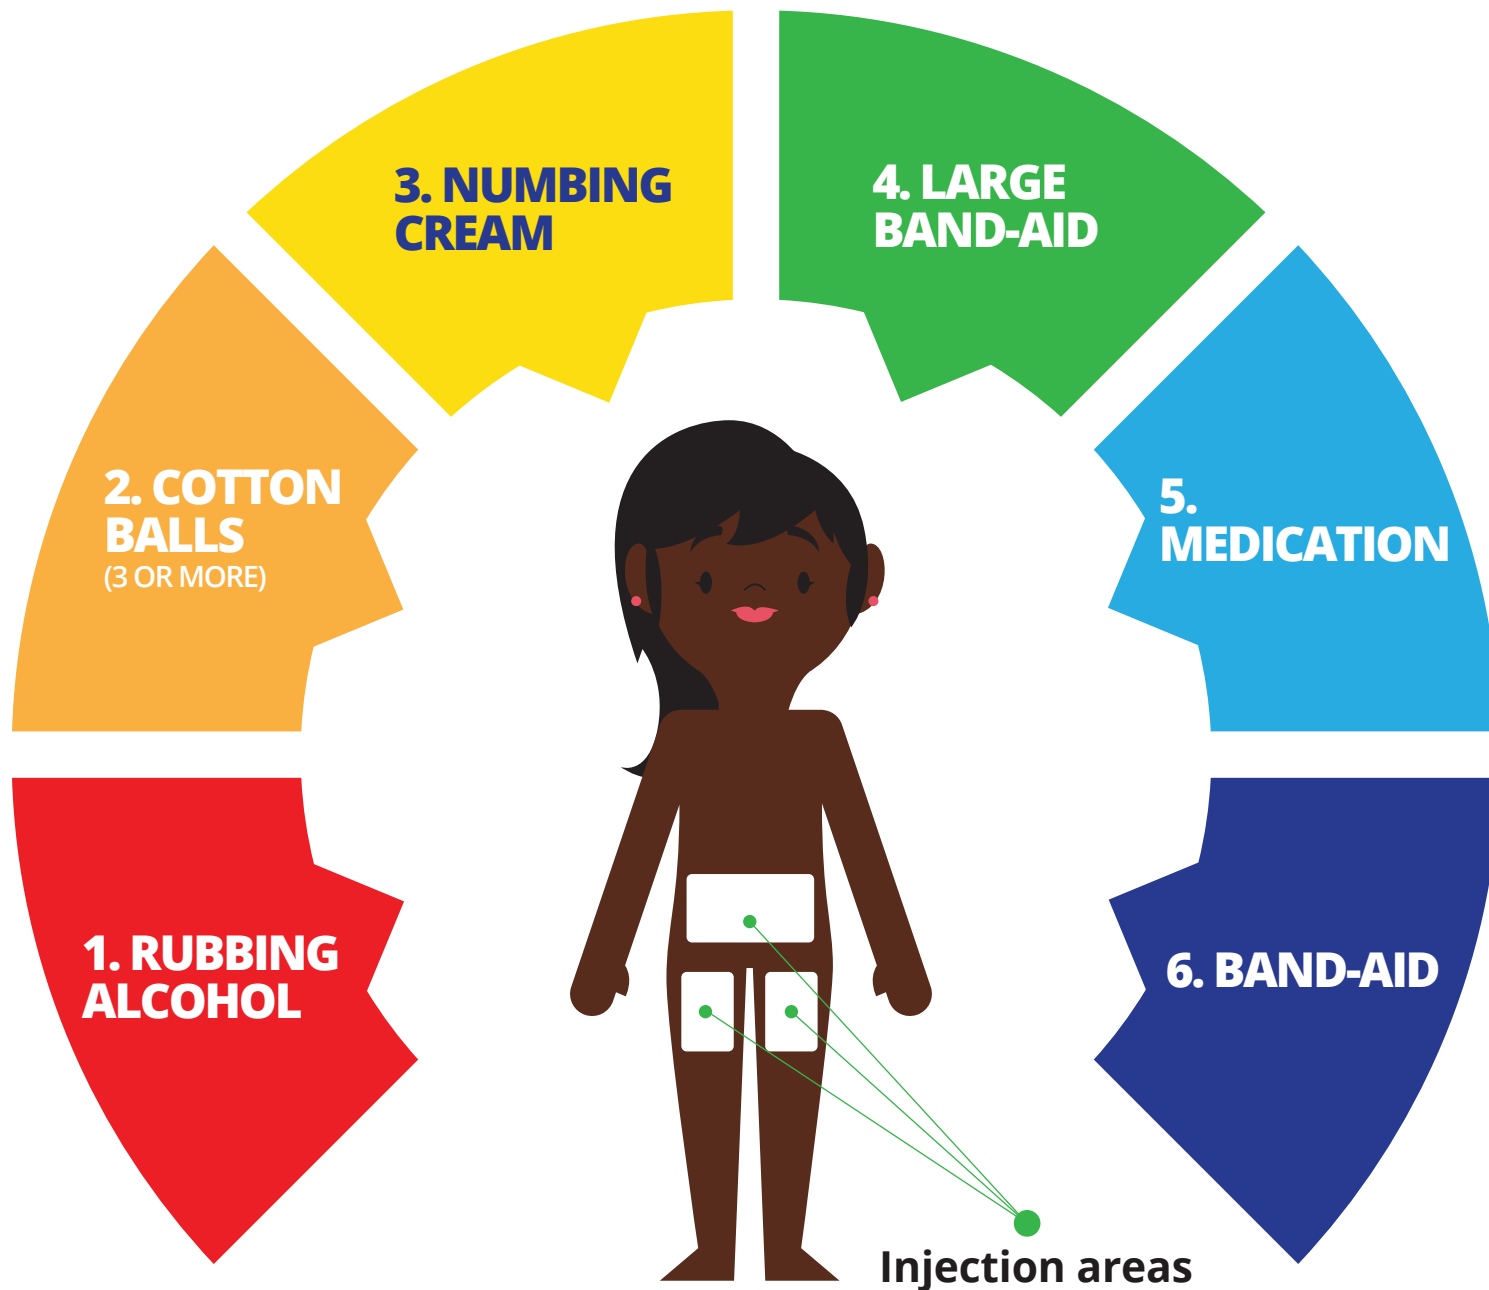 1. RUBBING
ALCOHOL
2. COTTON
BALLS
(3 OR MORE)
3. NUMBING
CREAM
4. LARGE
BAND-AID
5.
MEDICATION
6. BAND-AID
Injection areas